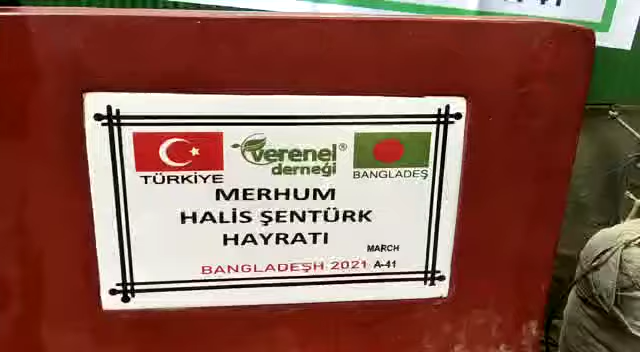 verenel®
derneği
TÜRKİYE
BANGLADEŞ
MERHUM
HALİS ŞENTÜRK
HAYRATI
MARCH
BANGLADEŞH 2021 A-41